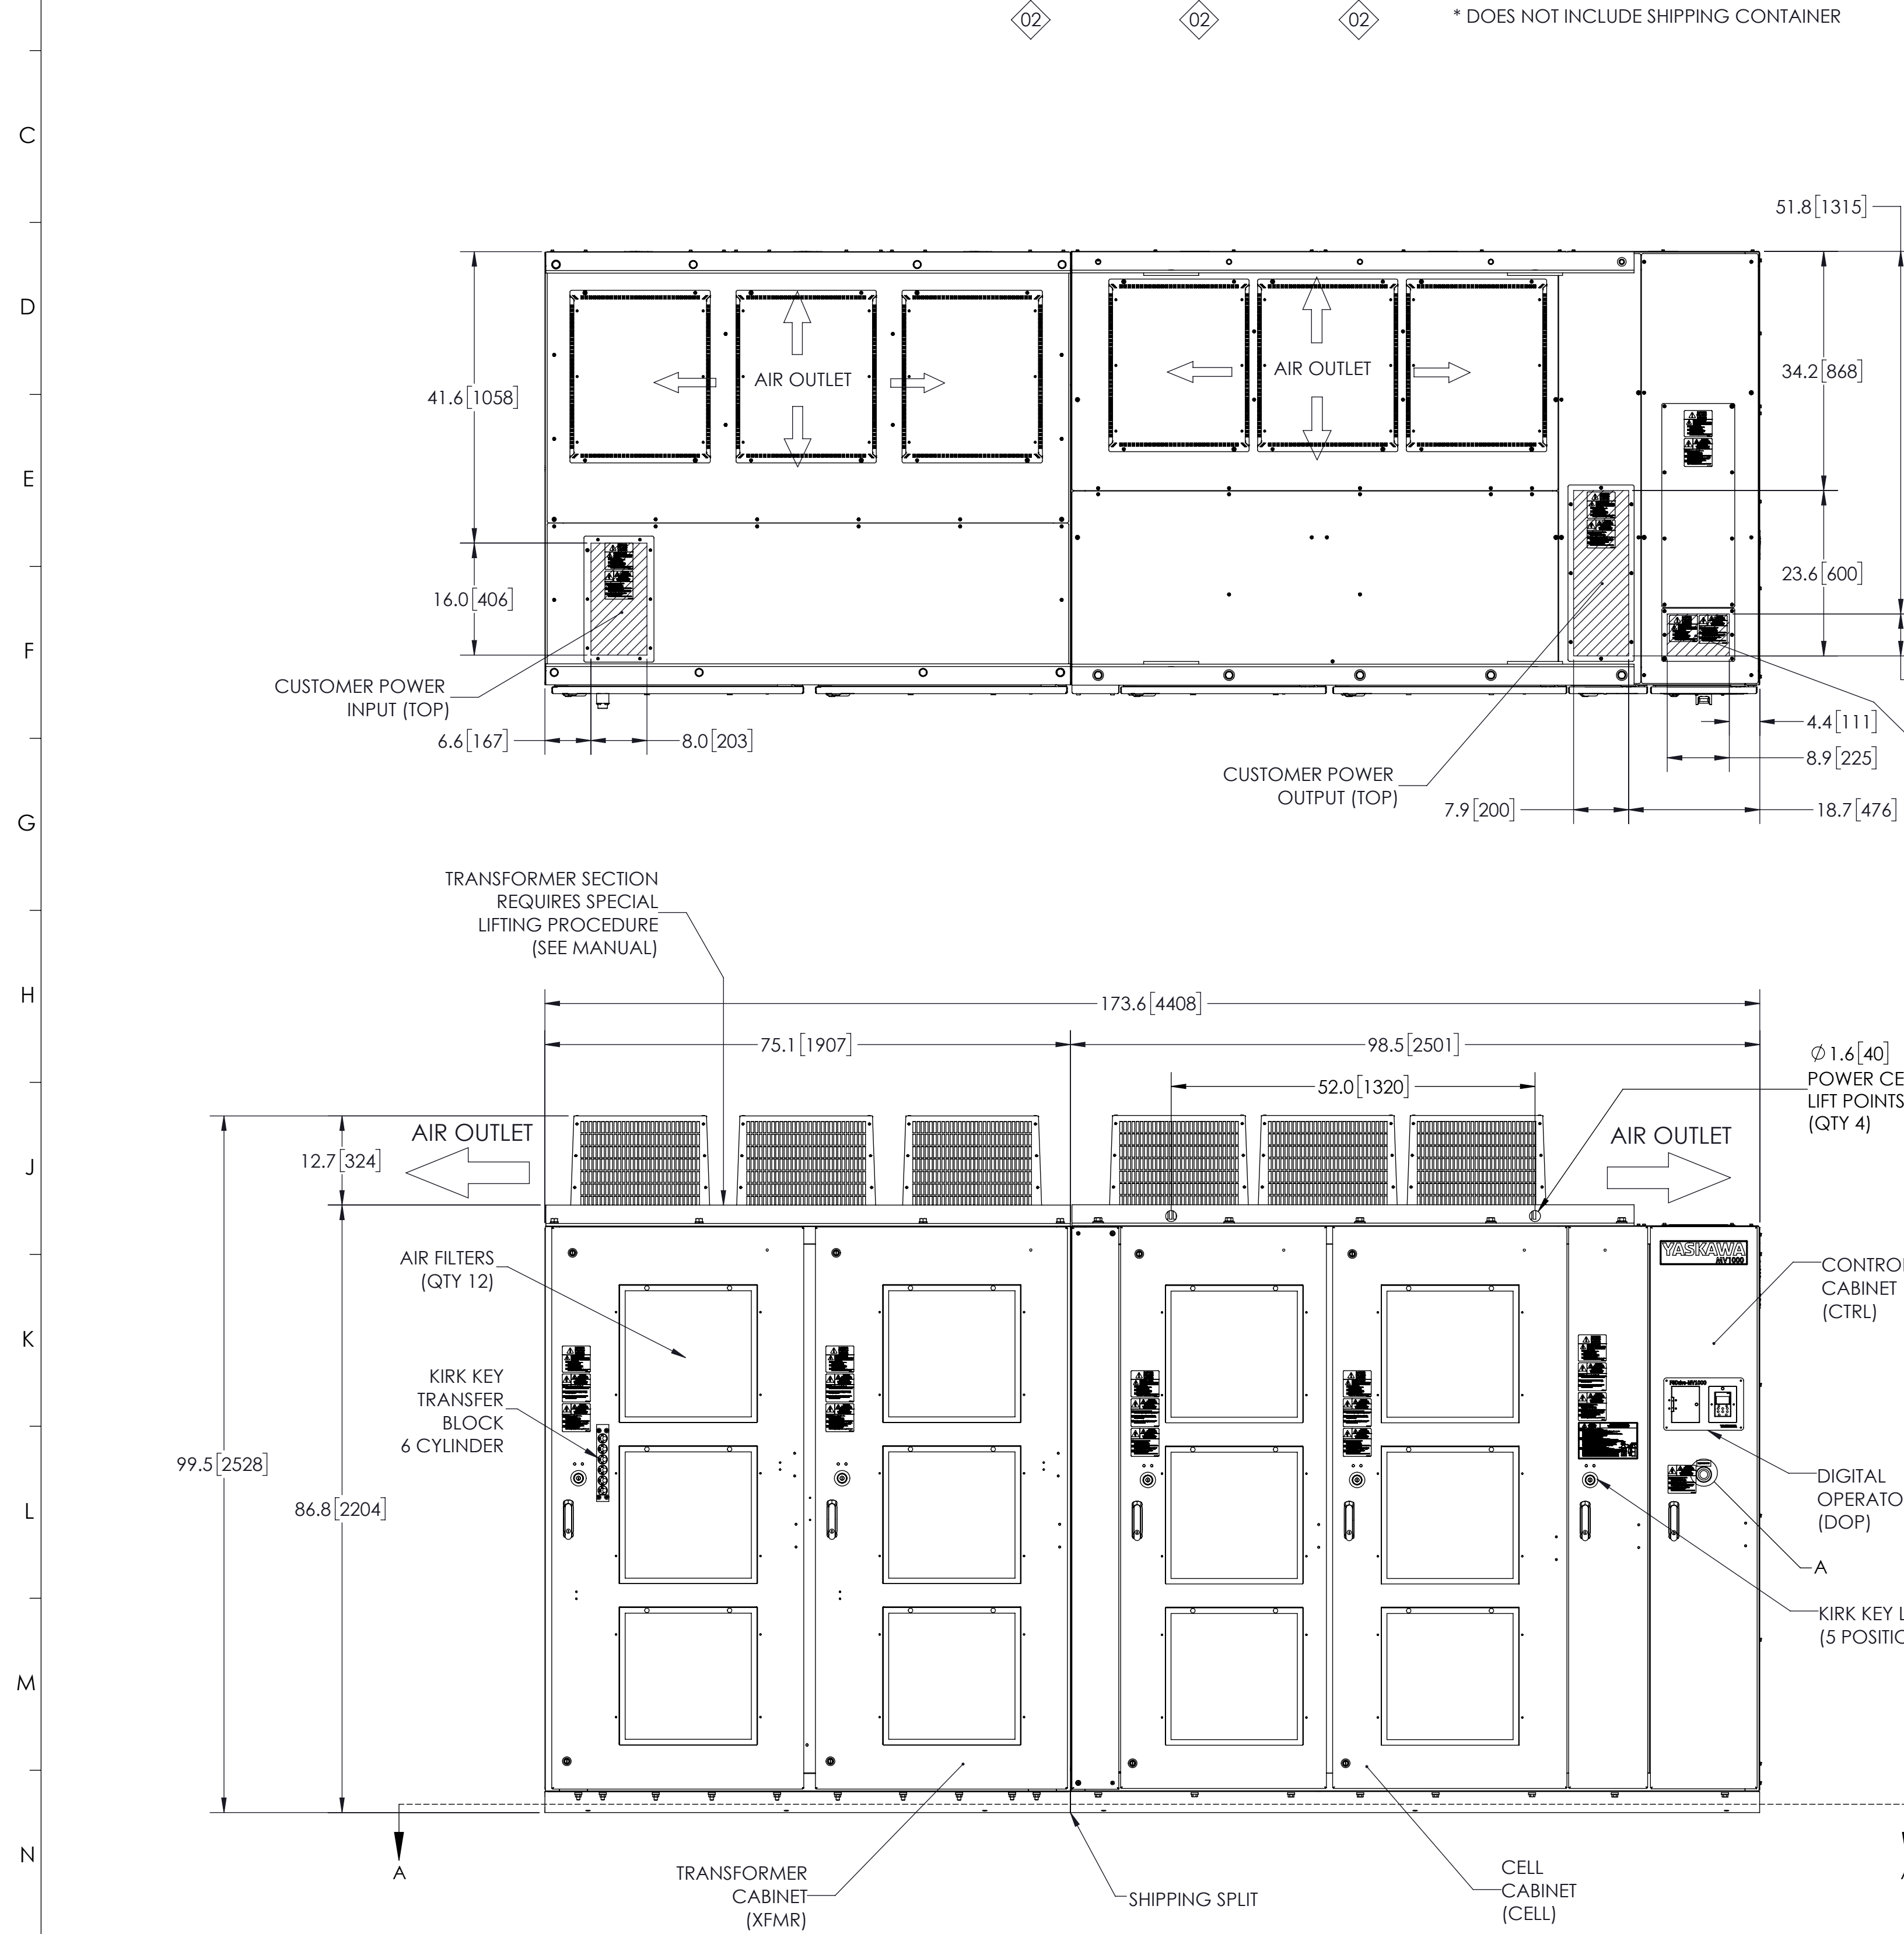 02
02
02
* DOES NOT INCLUDE SHIPPING CONTAINER
C
51.8[1315]
D
34.2[868]
AIR OUTLET
AIR OUTLET
41.6[1058]
E
23.6[600]
16.0[406]
F
CUSTOMER POWER
INPUT (TOP)
4.4[111]
6.6[167]
8.0[203]
8.9[225]
CUSTOMER POWER
OUTPUT (TOP)
7.9[200]
18.7[476]
G
TRANSFORMER SECTION
REQUIRES SPECIAL
LIFTING PROCEDURE
(SEE MANUAL)
H
173.6[4408]
75.1[1907]
98.5[2501]
52.0[1320]
∅1.6[40]
POWER CE
LIFT POINTS
(QTY 4)
AIR OUTLET
AIR OUTLET
J
12.7[324]
AIR FILTERS
(QTY 12)
YASKAWA
MV1000
CONTRO
CABINET
(CTRL)
K
KIRK KEY
TRANSFER
BLOCK
6 CYLINDER
99.5[2528]
86.8[2204]
L
DIGITAL
OPERATO
(DOP)
A
KIRK KEY L
(5 POSITIO
M
N
A
TRANSFORMER
CABINET
(XFMR)
SHIPPING SPLIT
CELL
CABINET
(CELL)